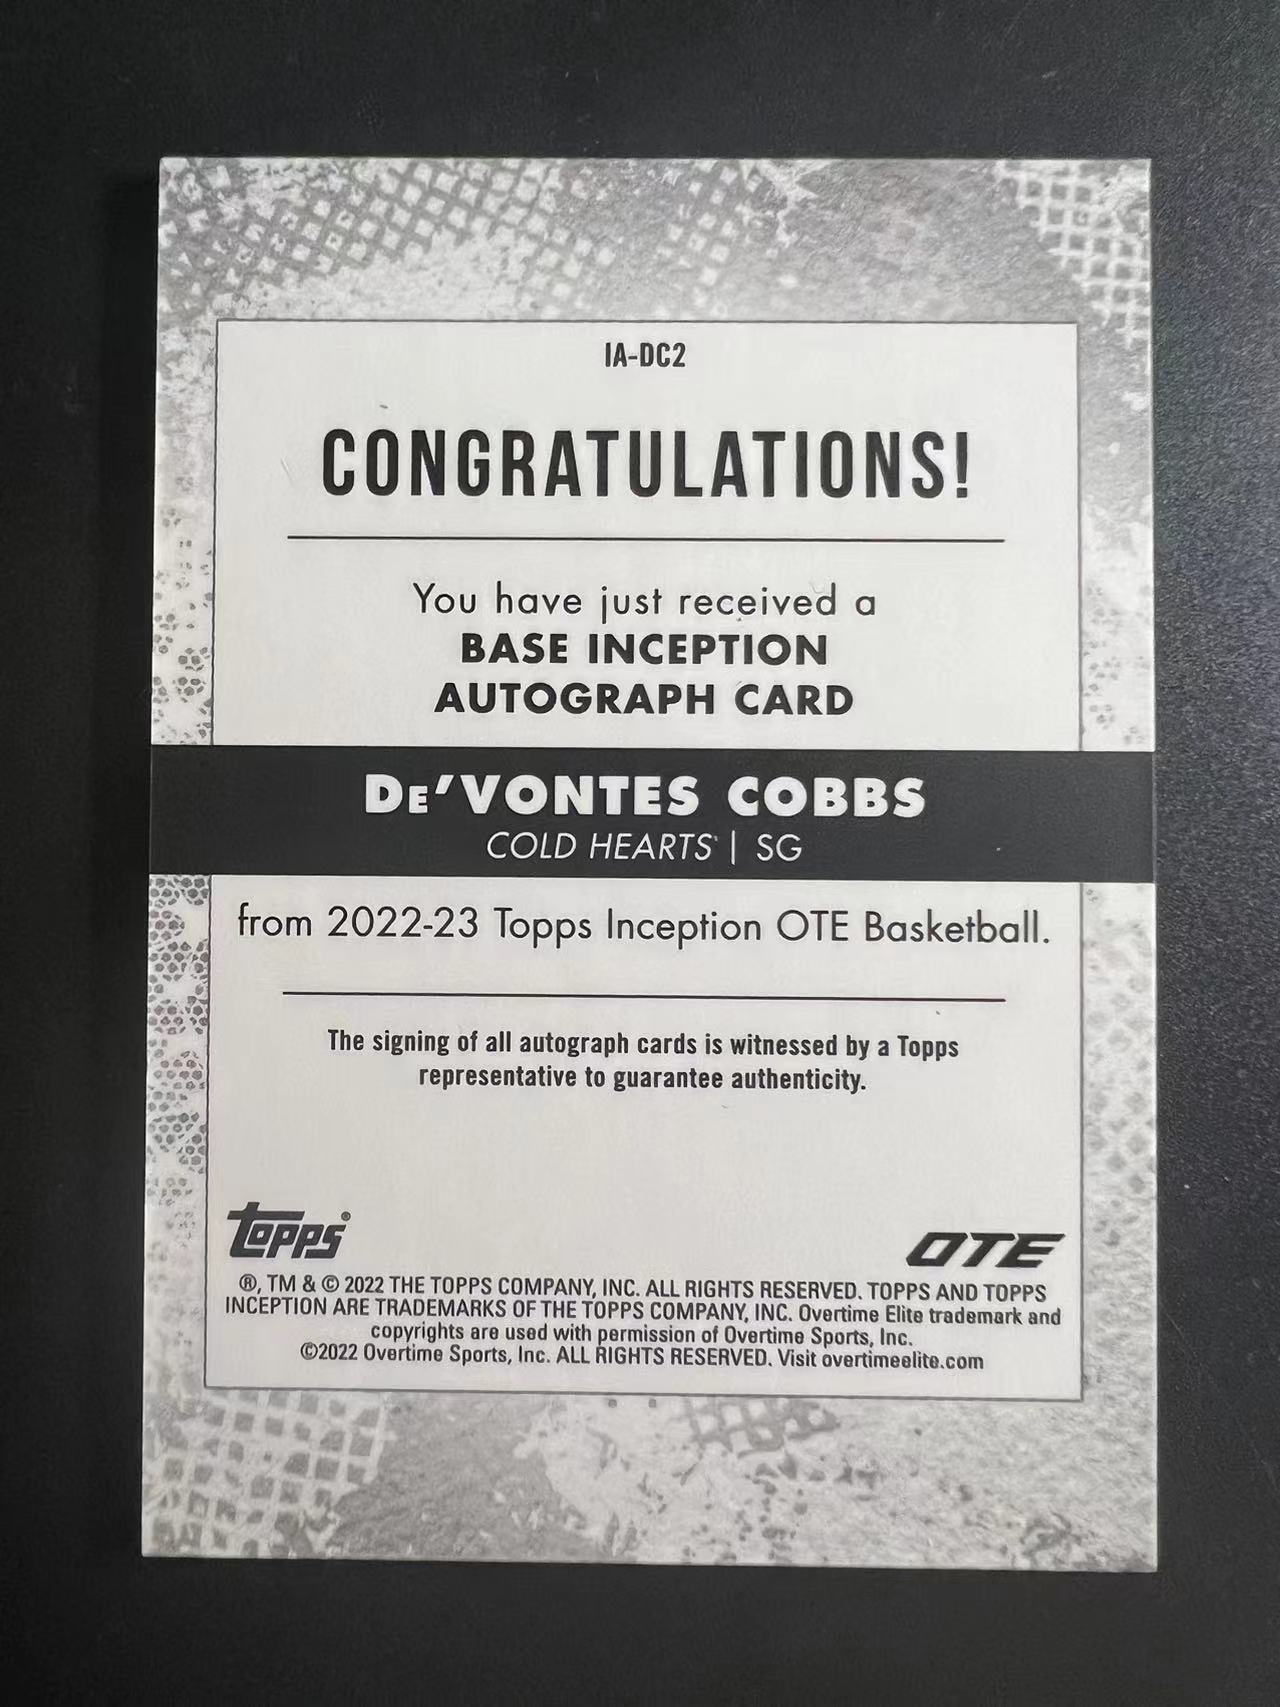 IA-DC2
CONGRATULATIONS!
You have just received a
BASE INCEPTION
AUTOGRAPH CARD
DE'VONTES COBBS
COLD HEARTS™ | SG
from 2022-23 Topps Inception OTE Basketball.
The signing of all autograph cards is witnessed by a Topps
representative to guarantee authenticity.
Topps®
OTE
®, TM & © 2022 THE TOPPS COMPANY, INC. ALL RIGHTS RESERVED. TOPPS AND TOPPS
INCEPTION ARE TRADEMARKS OF THE TOPPS COMPANY, INC. Overtime Elite trademark and
copyrights are used with permission of Overtime Sports, Inc.
©2022 Overtime Sports, Inc. ALL RIGHTS RESERVED. Visit overtimeelite.com